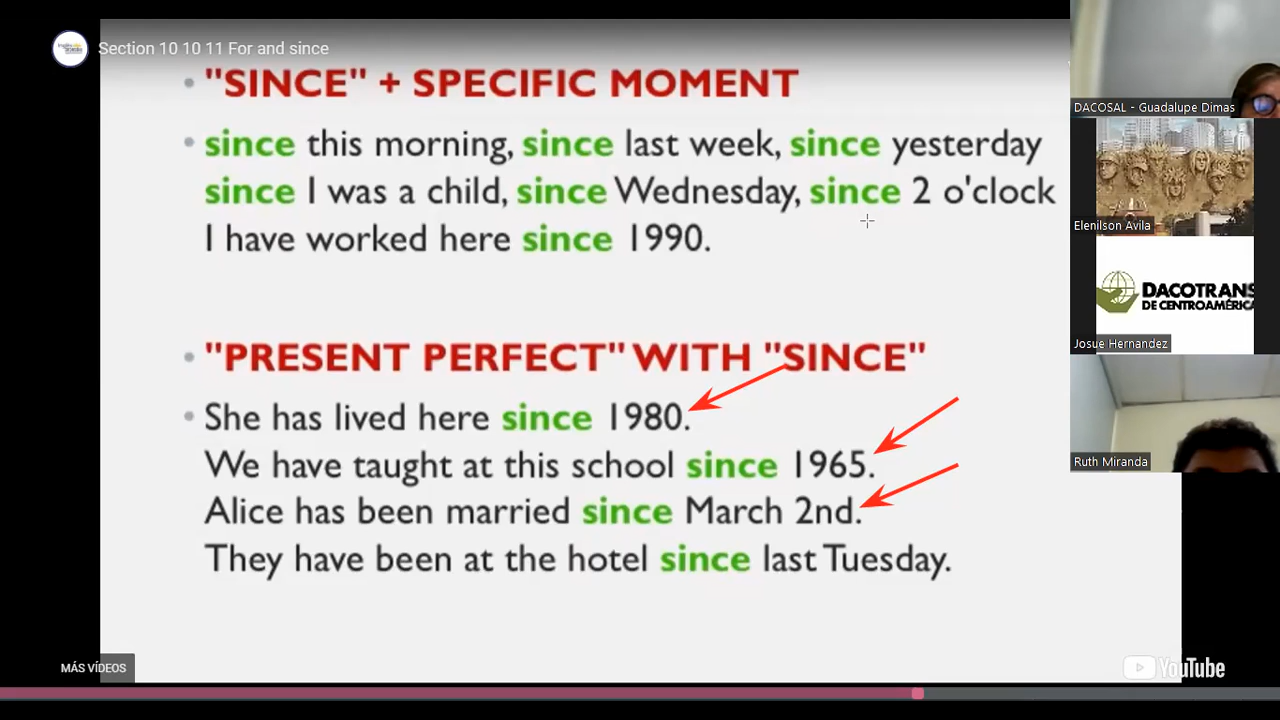 Section 10 10 11 For and since
• "SINCE" + SPECIFIC MOMENT
• since this morning, since last week, since yesterday
since I was a child, since Wednesday, since 2 o'clock
I have worked here since 1990.
• "PRESENT PERFECT" WITH "SINCE"
• She has lived here since 1980.
We have taught at this school since 1965.
Alice has been married since March 2nd.
They have been at the hotel since last Tuesday.
MÁS VÍDEOS
YouTube
DACOSAL - Guadalupe Dimas
Elenilson Avila
DACOTRANS
DE CENTROAMÉRICA
Josue Hernandez
Ruth Miranda